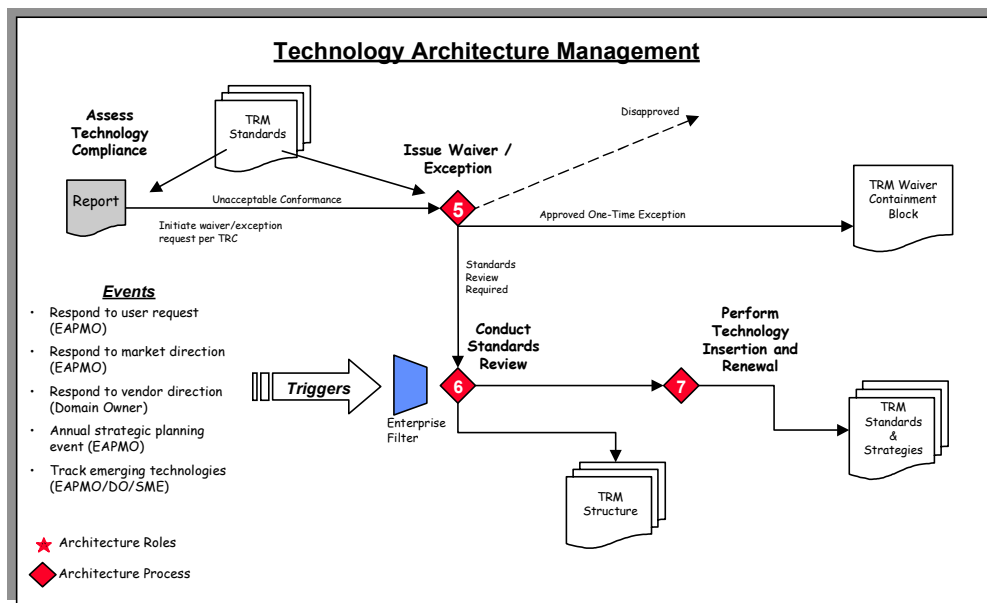 Technology Architecture Management
Assess
Technology
Compliance
TRM
Standards
Disapproved
Issue Waiver /
Exception
Report
Unacceptable Conformance
5
Initiate waiver/exception
request per TRC
Approved One-Time Exception
TRM Waiver
Containment
Block
Standards
Review
Required
Events
• Respond to user request
(EAPMO)
• Respond to market direction
(EAPMO)
• Respond to vendor direction
(Domain Owner)
• Annual strategic planning
event (EAPMO)
• Track emerging technologies
(EAPMO/DO/SME)
Triggers
Enterprise
Filter
Conduct
Standards
Review
6
Perform
Technology
Insertion and
Renewal
7
TRM
Standards
&
Strategies
TRM
Structure
Architecture Roles
Architecture Process